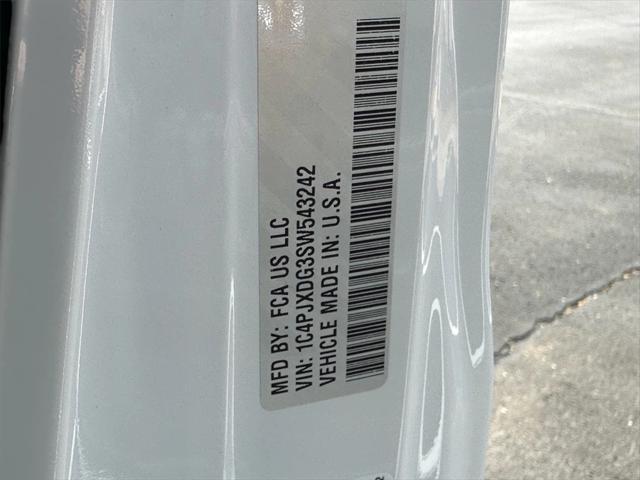 MFD BY: FCA US LLC
VIN: 1C4PJXDG3SW543242
VEHICLE MADE IN: U.S.A.